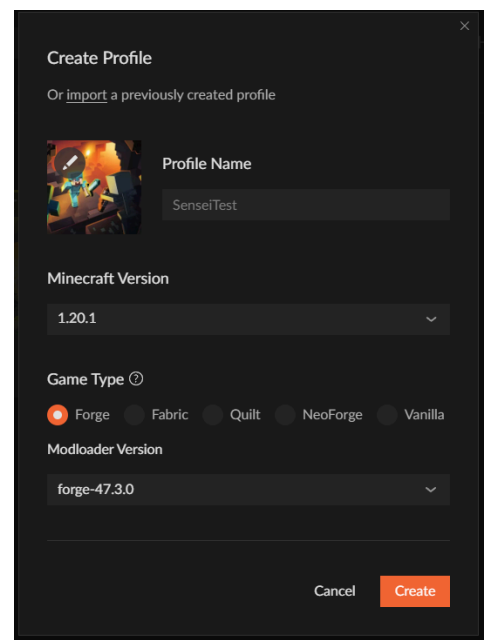 Create Profile
Or import a previously created profile
Profile Name
SenseiTest
Minecraft Version
1.20.1
Game Type
Forge Fabric Quilt NeoForge Vanilla
Modloader Version
forge-47.3.0
Cancel Create